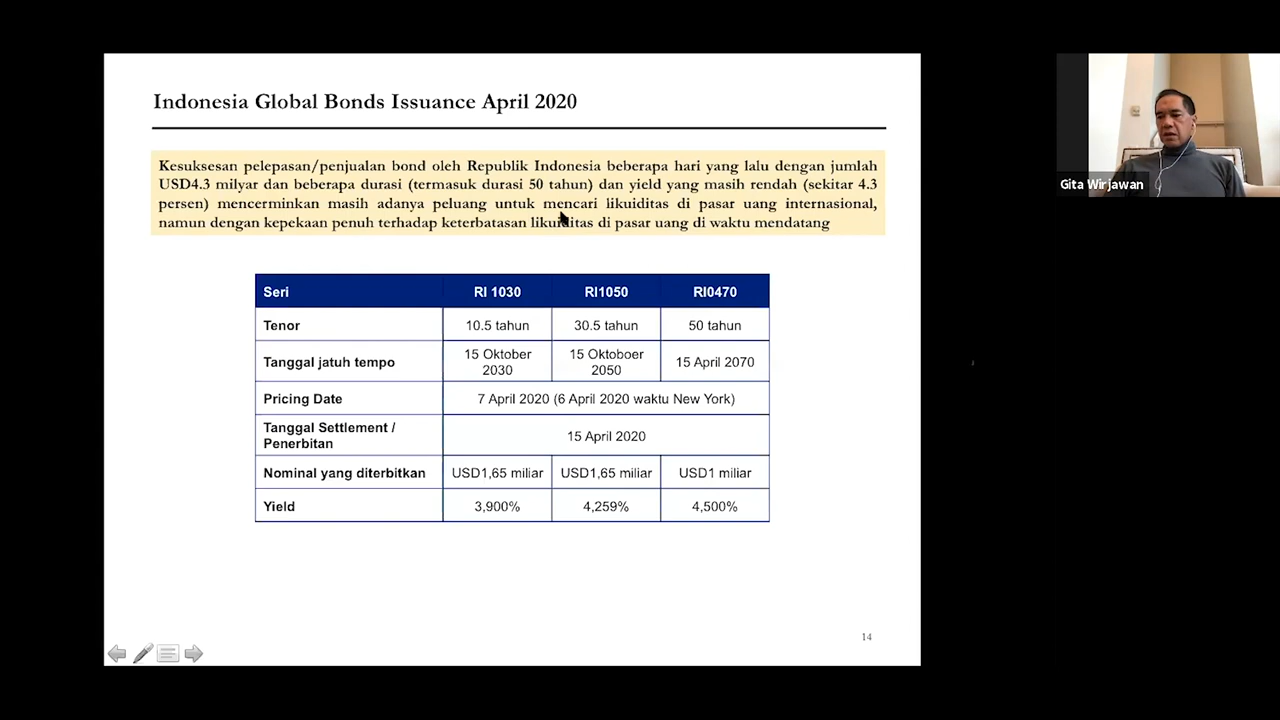 Indonesia Global Bonds Issuance April 2020
Kesuksesan pelepasan/penjualan bond oleh Republik Indonesia beberapa hari yang lalu dengan jumlah
USD4.3 milyar dan beberapa durasi (termasuk durasi 50 tahun) dan yield yang masih rendah (sekitar 4.3
persen) mencerminkan masih adanya peluang untuk mencari likuiditas di pasar uang internasional,
namun dengan kepekaan penuh terhadap keterbatasan likuiditas di pasar uang di waktu mendatang
Seri RI 1030 RI1050 RI0470
Tenor 10.5 tahun 30.5 tahun 50 tahun
Tanggal jatuh tempo 15 Oktober 2030 15 Oktoboer 2050 15 April 2070
Pricing Date 7 April 2020 (6 April 2020 waktu New York)
Tanggal Settlement / Penerbitan 15 April 2020
Nominal yang diterbitkan USD1,65 miliar USD1,65 miliar USD1 miliar
Yield 3,900% 4,259% 4,500%
14
Gita Wirjawan